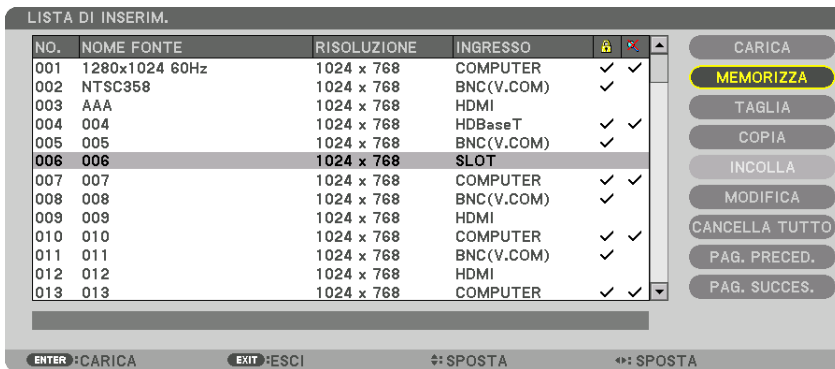 LISTA DI INSERIM.
NO. NOME FONTE RISOLUZIONE INGRESSO
001 1280x1024 60Hz 1024 x 768 COMPUTER ✓ ✓
002 NTSC358 1024 x 768 BNC(V.COM) ✓
003 AAA 1024 x 768 HDMI
004 004 1024 x 768 HDBaseT ✓ ✓
005 005 1024 x 768 BNC(V.COM) ✓
006 006 1024 x 768 SLOT
007 007 1024 x 768 COMPUTER ✓ ✓
008 008 1024 x 768 BNC(V.COM) ✓
009 009 1024 x 768 HDMI
010 010 1024 x 768 COMPUTER ✓ ✓
011 011 1024 x 768 BNC(V.COM) ✓
012 012 1024 x 768 HDMI
013 013 1024 x 768 COMPUTER ✓ ✓
CARICA
MEMORIZZA
TAGLIA
COPIA
INCOLLA
MODIFICA
CANCELLA TUTTO
PAG. PRECED.
PAG. SUCCES.
ENTER :CARICA EXIT :ESCI :SPOSTA :SPOSTA